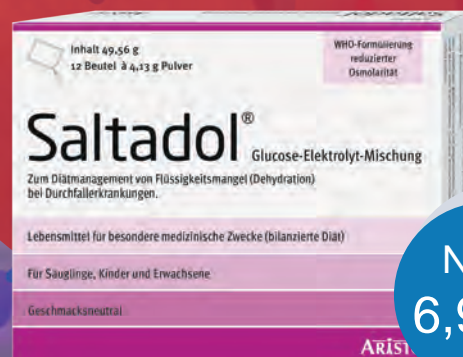 Inhalt 49,56 g
12 Beutel à 4,13 g Pulver
WHO-Formulierung
reduzierter
Osmolarität
Saltadol®
Glucose-Elektrolyt-Mischung
Zum Diätmanagement von Flüssigkeitsmangel (Dehydration)
bei Durchfallerkrankungen.
Lebensmittel für besondere medizinische Zwecke (bilanzierte Diät)
Für Säuglinge, Kinder und Erwachsene
Geschmacksneutral